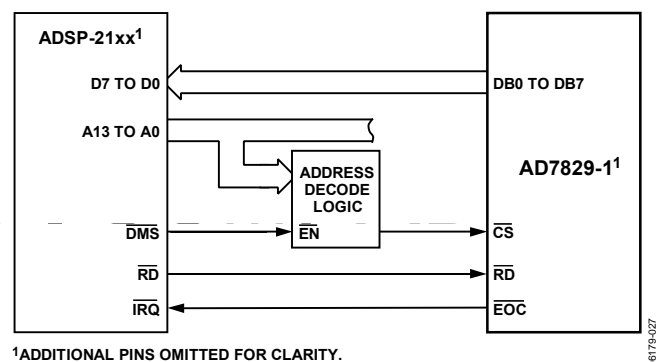 ADSP-21xx¹
D7 TO D0
DB0 TO DB7
A13 TO A0
ADDRESS
DECODE
LOGIC
AD7829-1¹
DMS
EN
CS
RD
RD
IRQ
EOC
¹ADDITIONAL PINS OMITTED FOR CLARITY.
6179-027